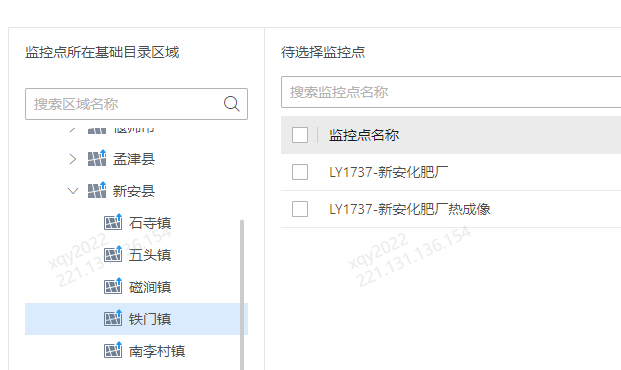 监控点所在基础目录区域
搜索区域名称
偃师市
孟津县
新安县
石寺镇
五头镇
磁涧镇
铁门镇
南李村镇
待选择监控点
搜索监控点名称
监控点名称
LY1737-新安化肥厂
LY1737-新安化肥厂热成像
xqy2022
221.131.136.154
xqy2022
221.131.136.154